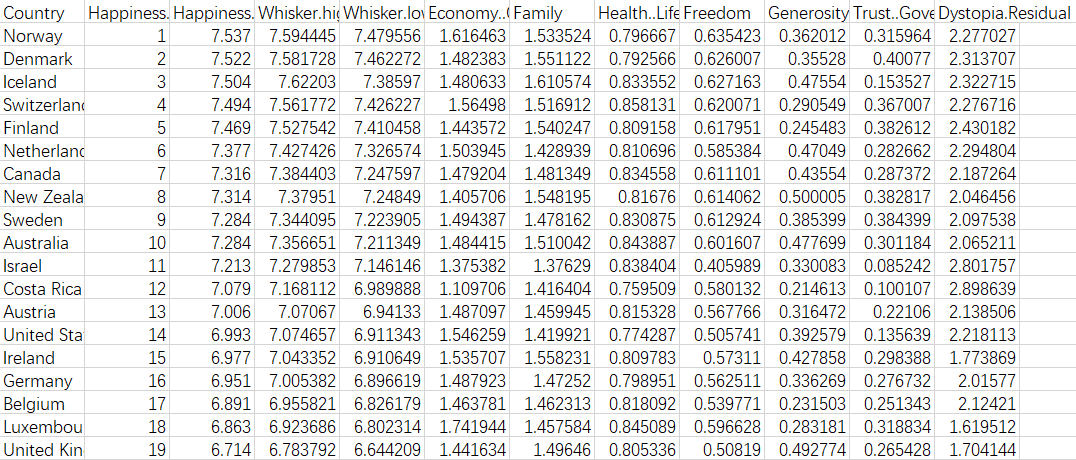 Country Happiness. Happiness. Whisker.hig Whisker.lov Economy..( Family Health..Life Freedom Generosity Trust..Gove Dystopia.Residual
Norway 1 7.537 7.594445 7.479556 1.616463 1.533524 0.796667 0.635423 0.362012 0.315964 2.277027
Denmark 2 7.522 7.581728 7.462272 1.482383 1.551122 0.792566 0.626007 0.35528 0.40077 2.313707
Iceland 3 7.504 7.62203 7.38597 1.480633 1.610574 0.833552 0.627163 0.47554 0.153527 2.322715
Switzerland 4 7.494 7.561772 7.426227 1.56498 1.516912 0.858131 0.620071 0.290549 0.367007 2.276716
Finland 5 7.469 7.527542 7.410458 1.443572 1.540247 0.809158 0.617951 0.245483 0.382612 2.430182
Netherland 6 7.377 7.427426 7.326574 1.503945 1.428939 0.810696 0.585384 0.47049 0.282662 2.294804
Canada 7 7.316 7.384403 7.247597 1.479204 1.481349 0.834558 0.611101 0.43554 0.287372 2.187264
New Zeala 8 7.314 7.37951 7.24849 1.405706 1.548195 0.81676 0.614062 0.500005 0.382817 2.046456
Sweden 9 7.284 7.344095 7.223905 1.494387 1.478162 0.830875 0.612924 0.385399 0.384399 2.097538
Australia 10 7.284 7.356651 7.211349 1.484415 1.510042 0.843887 0.601607 0.477699 0.301184 2.065211
Israel 11 7.213 7.279853 7.146146 1.375382 1.37629 0.838404 0.405989 0.330083 0.085242 2.801757
Costa Rica 12 7.079 7.168112 6.989888 1.109706 1.416404 0.759509 0.580132 0.214613 0.100107 2.898639
Austria 13 7.006 7.07067 6.94133 1.487097 1.459945 0.815328 0.567766 0.316472 0.22106 2.138506
United Sta 14 6.993 7.074657 6.911343 1.546259 1.419921 0.774287 0.505741 0.392579 0.135639 2.218113
Ireland 15 6.977 7.043352 6.910649 1.535707 1.558231 0.809783 0.57311 0.427858 0.298388 1.773869
Germany 16 6.951 7.005382 6.896619 1.487923 1.47252 0.798951 0.562511 0.336269 0.276732 2.01577
Belgium 17 6.891 6.955821 6.826179 1.463781 1.462313 0.818092 0.539771 0.231503 0.251343 2.12421
Luxembou 18 6.863 6.923686 6.802314 1.741944 1.457584 0.845089 0.596628 0.283181 0.318834 1.619512
United Kin 19 6.714 6.783792 6.644209 1.441634 1.49646 0.805336 0.50819 0.492774 0.265428 1.704144